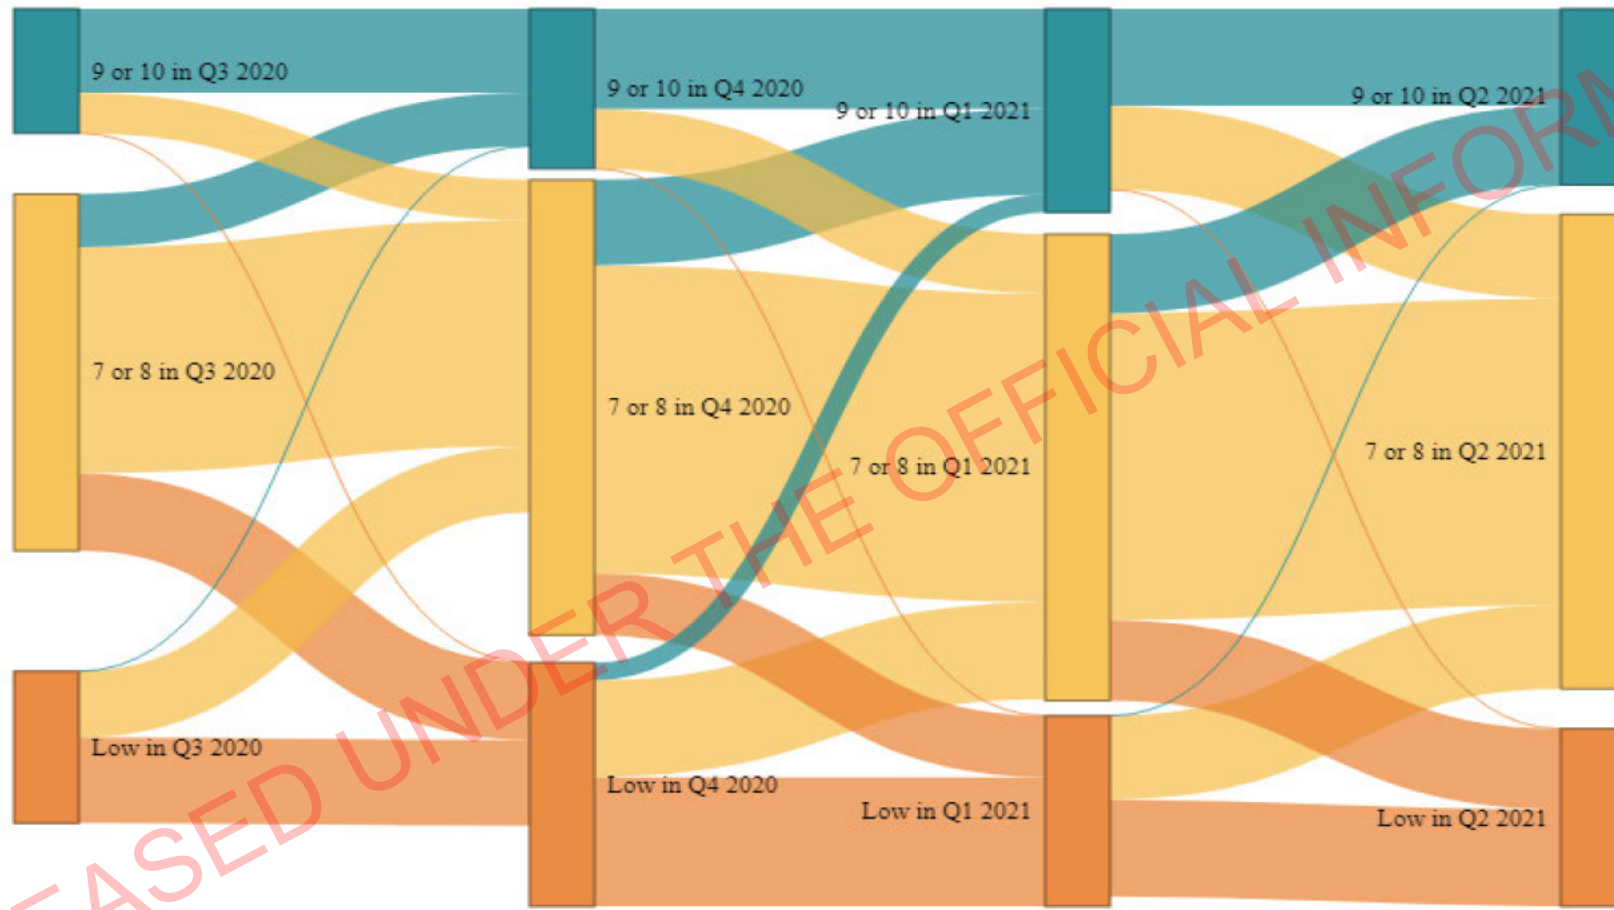 9 or 10 in Q3 2020
9 or 10 in Q4 2020
9 or 10 in Q1 2021
9 or 10 in Q2 2021
7 or 8 in Q3 2020
7 or 8 in Q4 2020
7 or 8 in Q1 2021
7 or 8 in Q2 2021
Low in Q3 2020
Low in Q4 2020
Low in Q1 2021
Low in Q2 2021
EASED UNDER THE OFFICIAL INFORM